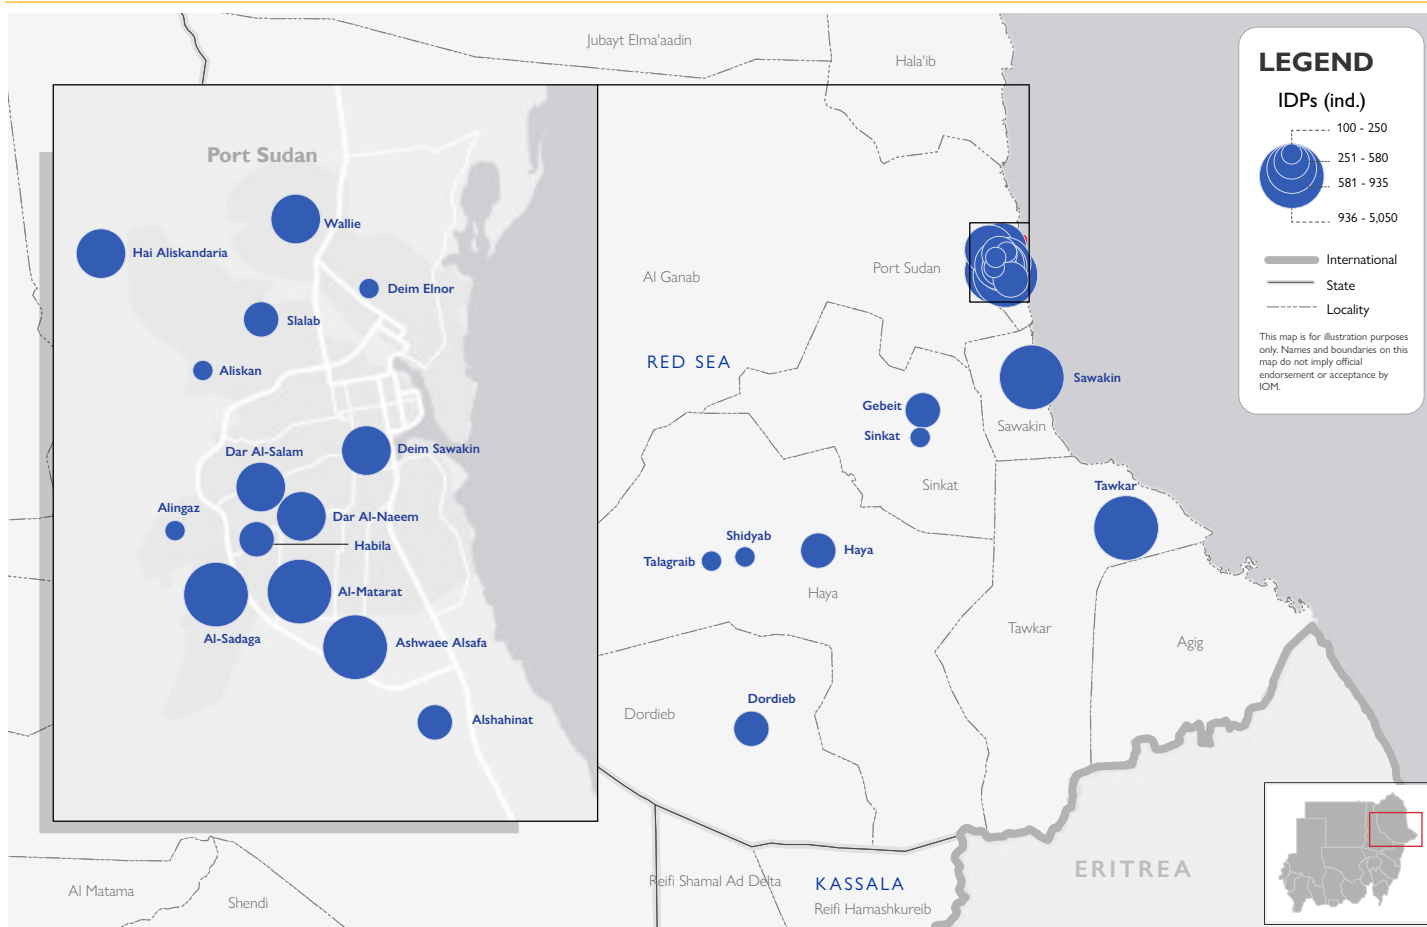 Jubayt Elma'aadin
Hala'ib
Port Sudan
Wallie
Hai Aliskandaria
Deim Elnor
Slalab
Aliskan
Deim Sawakin
Dar Al-Salam
Alingaz
Dar Al-Naeem
Habila
Al-Matarat
Al-Sadaga
Ashwaee Alsafa
Alshahinat
Port Sudan
Al Ganab
RED SEA
Sawakin
Gebeit
Sinkat
Sawakin
Sinkat
Tawkar
Shidyab
Talagraib
Haya
Haya
Tawkar
Agig
Dordieb
Dordieb
ERITREA
Reifi Shamal Ad Delta
KASSALA
Reifi Hamashkureib
Al Matama
Shendi
LEGEND
IDPs (ind.)
100 - 250
251 - 580
581 - 935
936 - 5,050
International
State
Locality
This map is for illustration purposes
only. Names and boundaries on this
map do not imply official
endorsement or acceptance by
IOM.